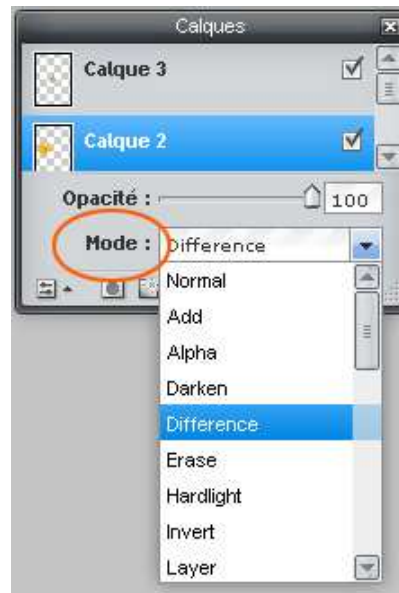 Calques
Calque 3
Calque 2
Opacité : 100
Mode : Difference
Normal
Add
Alpha
Darken
Difference
Erase
Hardlight
Invert
Layer